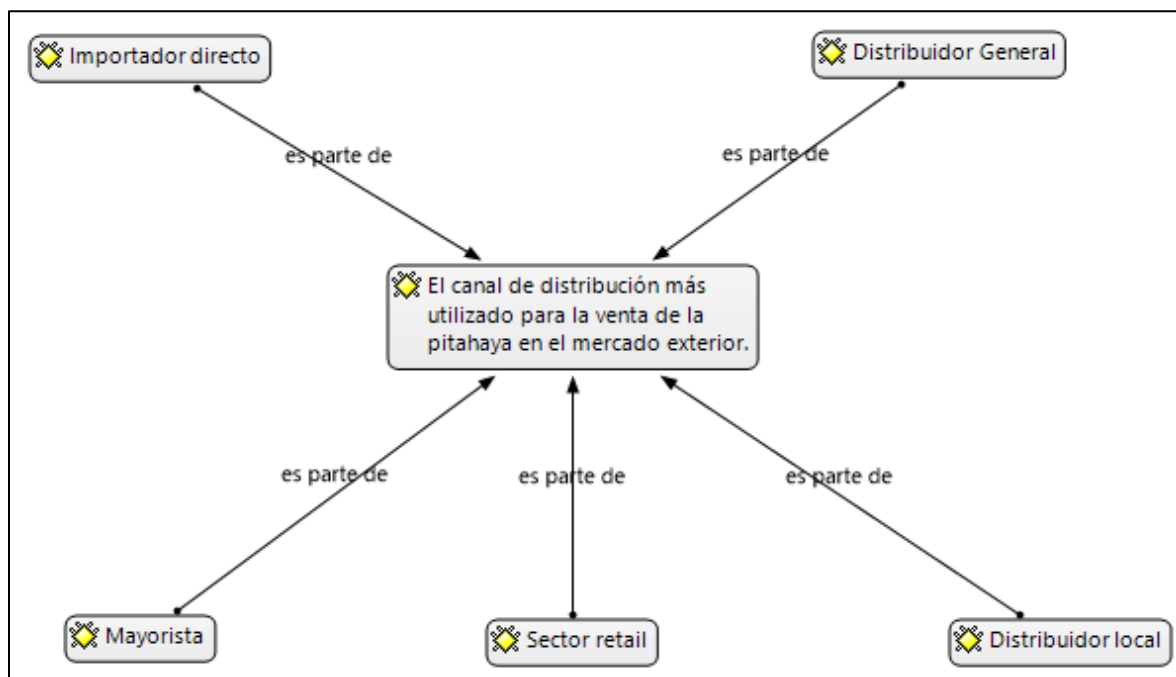 Importador directo
Distribuidor General
es parte de
es parte de
El canal de distribución más
utilizado para la venta de la
pitahaya en el mercado exterior.
es parte de
es parte de
es parte de
Mayorista
Sector retail
Distribuidor local